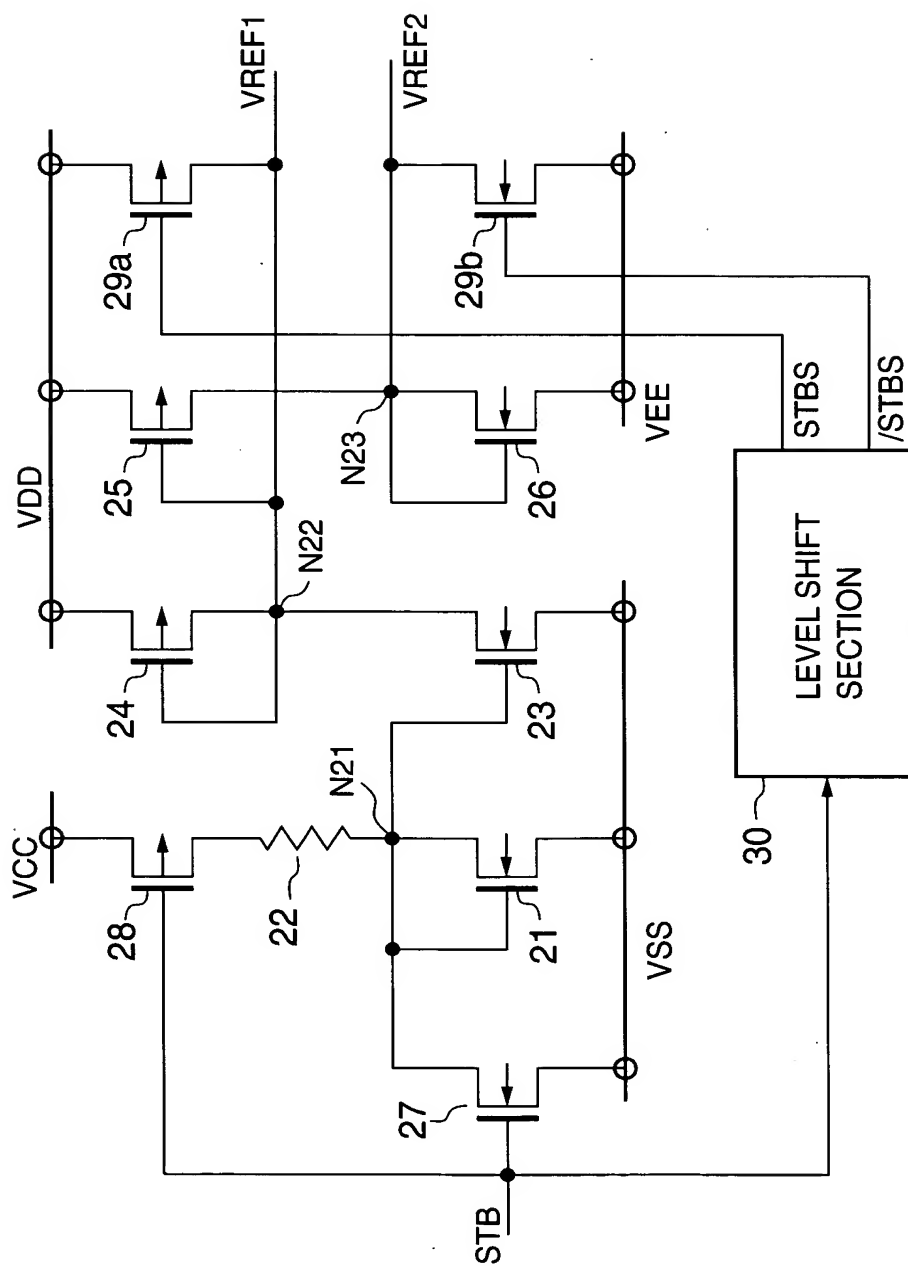 VCC
VDD
28
24
25
29a
22
N21
N22
VREF1
N23
VREF2
27
21
23
26
29b
VSS
VEE
STB
30
LEVEL SHIFT
SECTION
STBS
/STBS